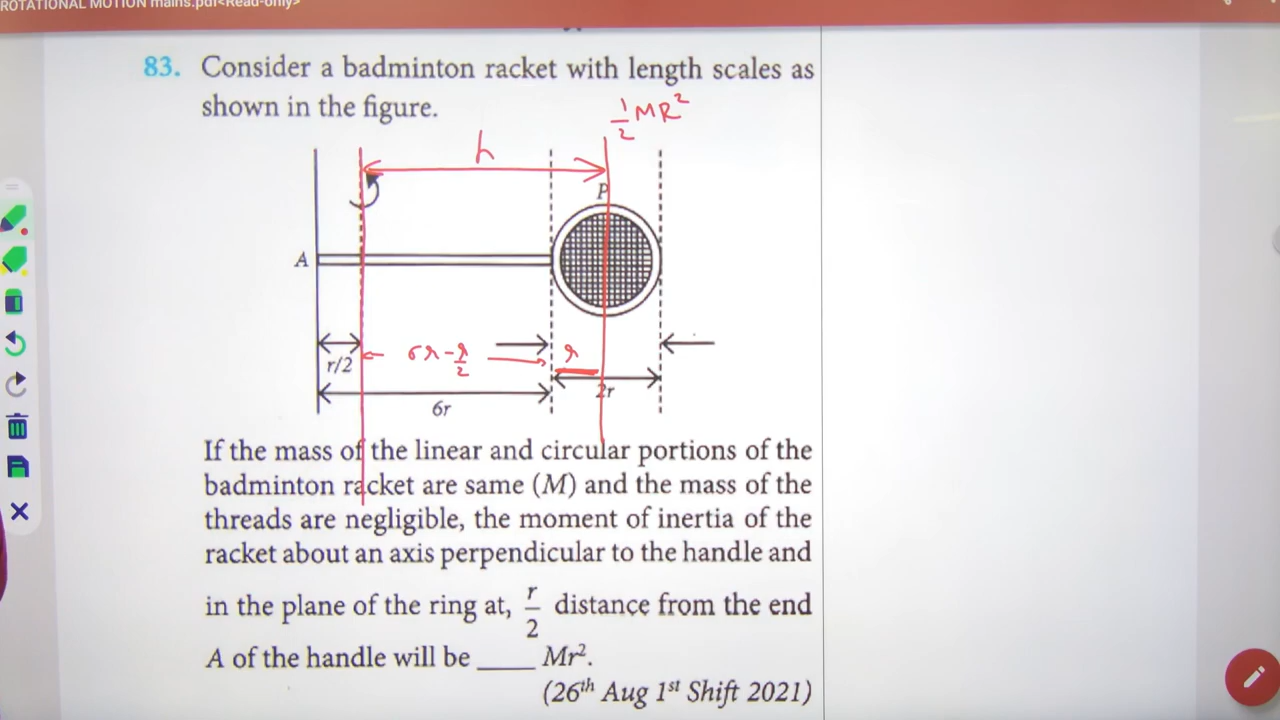 ROTATIONAL MOTION mains.pdf<Read-only>
83. Consider a badminton racket with length scales as
shown in the figure.
1/2 MR²
h
P
A
r/2
6r - r/2
r
2r
6r
If the mass of the linear and circular portions of the
badminton racket are same (M) and the mass of the
threads are negligible, the moment of inertia of the
racket about an axis perpendicular to the handle and
in the plane of the ring at, r/2 distance from the end
A of the handle will be ____ Mr².
(26th Aug 1st Shift 2021)